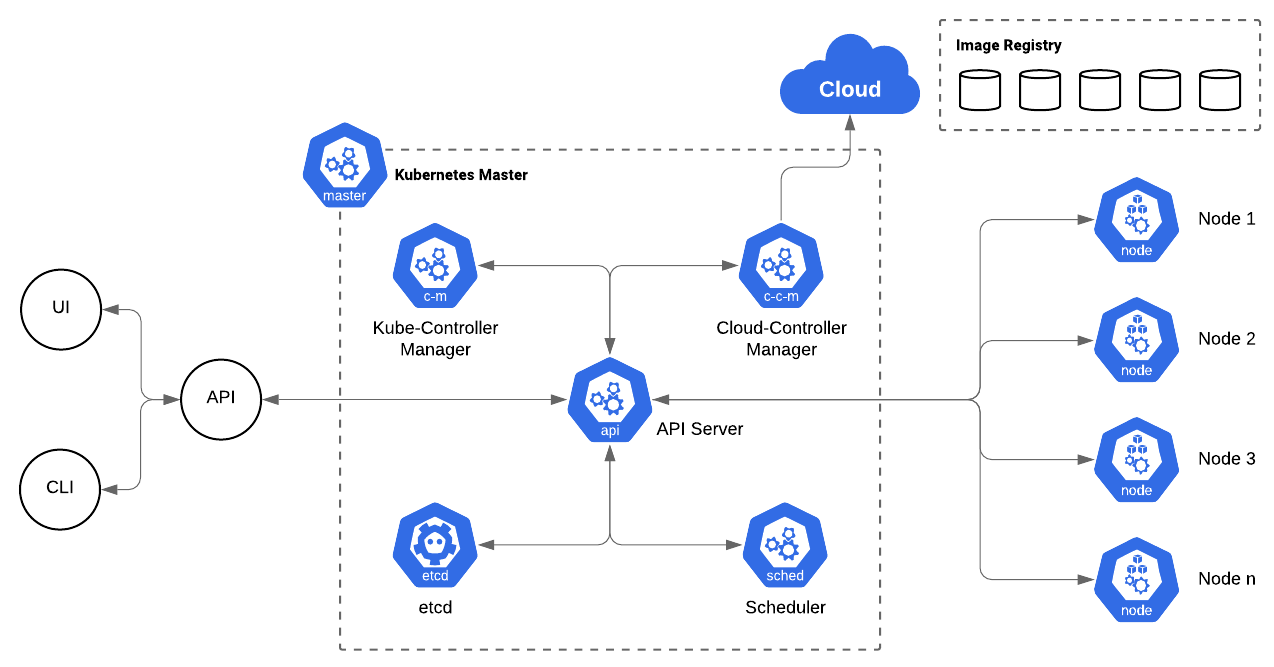 Image Registry
Cloud
master
Kubernetes Master
c-m
Kube-Controller
Manager
c-c-m
Cloud-Controller
Manager
node
Node 1
UI
API
CLI
api
API Server
node
Node 2
node
Node 3
etcd
etcd
sched
Scheduler
node
Node n